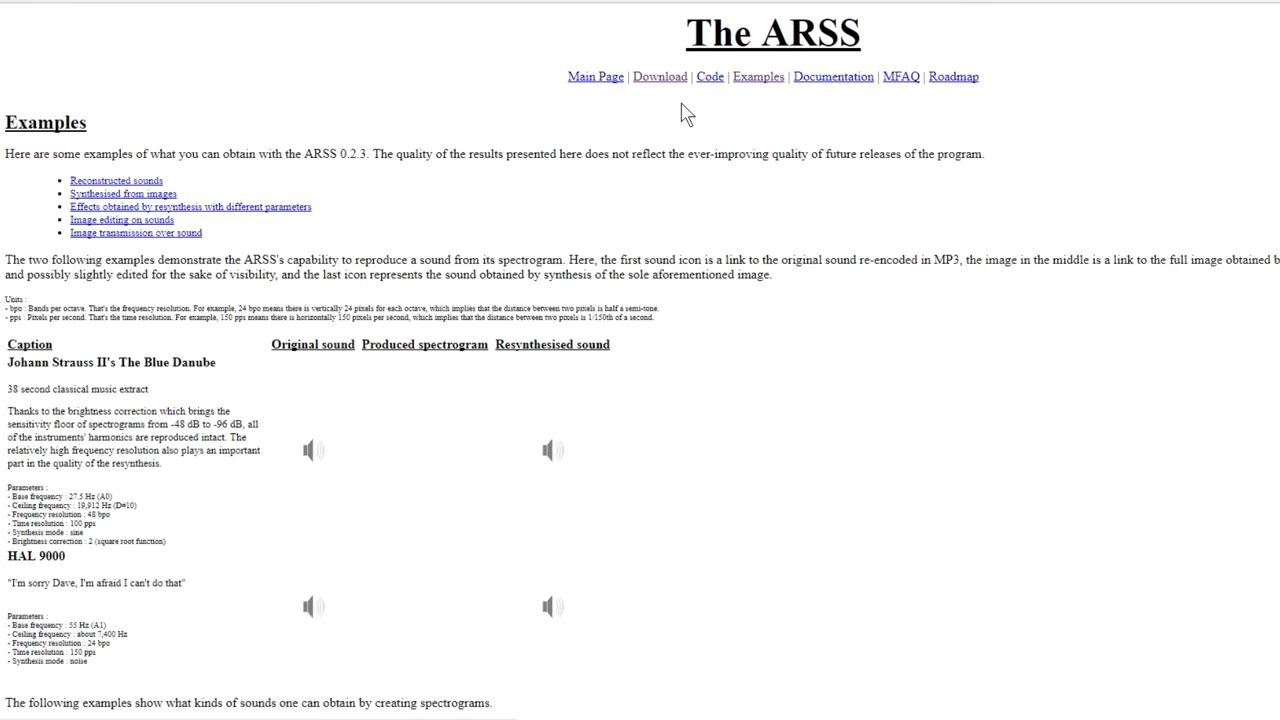 The ARSS
Main Page | Download | Code | Examples | Documentation | MFAQ | Roadmap
Examples
Here are some examples of what you can obtain with the ARSS 0.2.3. The quality of the results presented here does not reflect the ever-improving quality of future releases of the program.
• Reconstructed sounds
• Synthesised from images
• Effects obtained by resynthesis with different parameters
• Image editing on sounds
• Image transmission over sound
The two following examples demonstrate the ARSS's capability to reproduce a sound from its spectrogram. Here, the first sound icon is a link to the original sound re-encoded in MP3, the image in the middle is a link to the full image obtained b
and possibly slightly edited for the sake of visibility, and the last icon represents the sound obtained by synthesis of the sole aforementioned image.
Units :
- bpo : Bands per octave. That's the frequency resolution. For example, 24 bpo means there is vertically 24 pixels for each octave, which implies that the distance between two pixels is half a semi-tone.
- pps : Pixels per second. That's the time resolution. For example, 150 pps means there is horizontally 150 pixels per second, which implies that the distance between two pixels is 1/150th of a second.
Caption Original sound Produced spectrogram Resynthesised sound
Johann Strauss II's The Blue Danube
38 second classical music extract
Thanks to the brightness correction which brings the
sensitivity floor of spectrograms from -48 dB to -96 dB, all
of the instruments' harmonics are reproduced intact. The
relatively high frequency resolution also plays an important
part in the quality of the resynthesis.
Parameters :
- Base frequency : 27.5 Hz (A0)
- Ceiling frequency : 19,912 Hz (D#10)
- Frequency resolution : 48 bpo
- Time resolution : 100 pps
- Synthesis mode : sine
- Brightness correction : 2 (square root function)
HAL 9000
"I'm sorry Dave, I'm afraid I can't do that"
Parameters :
- Base frequency : 55 Hz (A1)
- Ceiling frequency : about 7,400 Hz
- Frequency resolution : 24 bpo
- Time resolution : 150 pps
- Synthesis mode : noise
The following examples show what kinds of sounds one can obtain by creating spectrograms.